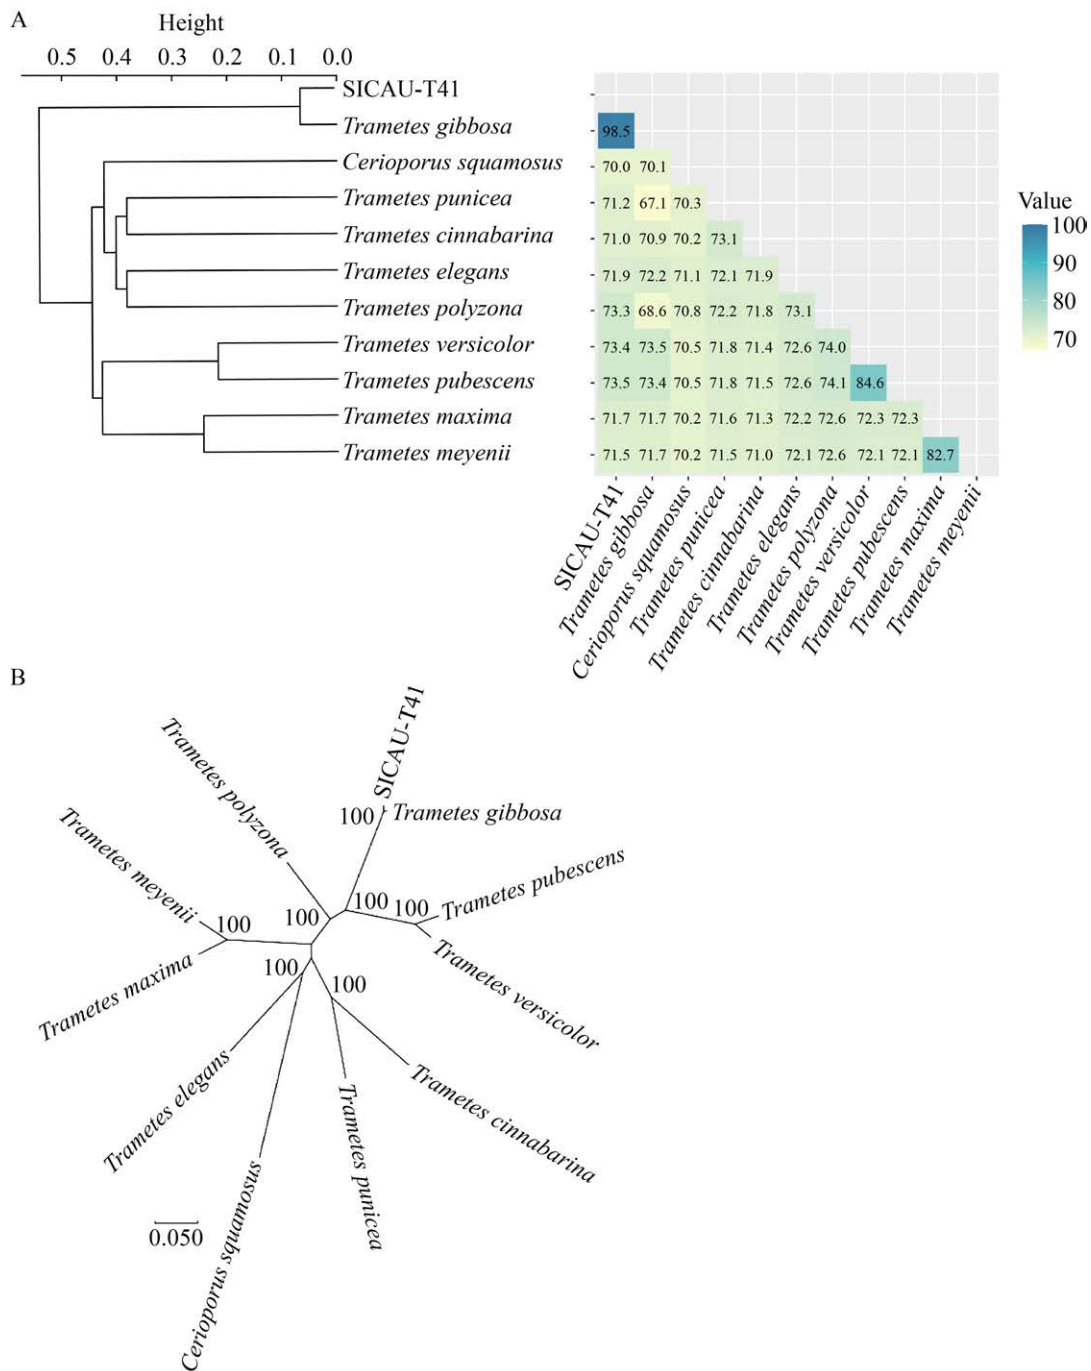 A
Height
0.5 0.4 0.3 0.2 0.1 0.0
SICAU-T41
Trametes gibbosa
98.5
Cerioporus squamosus
70.0 70.1
Trametes punicea
71.2 67.1 70.3
Trametes cinnabarina
71.0 70.9 70.2 73.1
Trametes elegans
71.9 72.2 71.1 72.1 71.9
Trametes polyzona
73.3 68.6 70.8 72.2 71.8 73.1
Trametes versicolor
73.4 73.5 70.5 71.8 71.4 72.6 74.0
Trametes pubescens
73.5 73.4 70.5 71.8 71.5 72.6 74.1 84.6
Trametes maxima
71.7 71.7 70.2 71.6 71.3 72.2 72.6 72.3 72.3
Trametes meyenii
71.5 71.7 70.2 71.5 71.0 72.1 72.6 72.1 72.1 82.7
SICAU-T41
Trametes gibbosa
Cerioporus squamosus
Trametes punicea
Trametes cinnabarina
Trametes elegans
Trametes polyzona
Trametes versicolor
Trametes pubescens
Trametes maxima
Trametes meyenii
Value
100
90
80
70
B
SICAU-T41
Trametes polyzona
100
Trametes gibbosa
Trametes meyenii
Trametes pubescens
100
100
100
100
Trametes versicolor
Trametes maxima
100
100
Trametes elegans
Trametes cinnabarina
Trametes punicea
Cerioporus squamosus
0.050